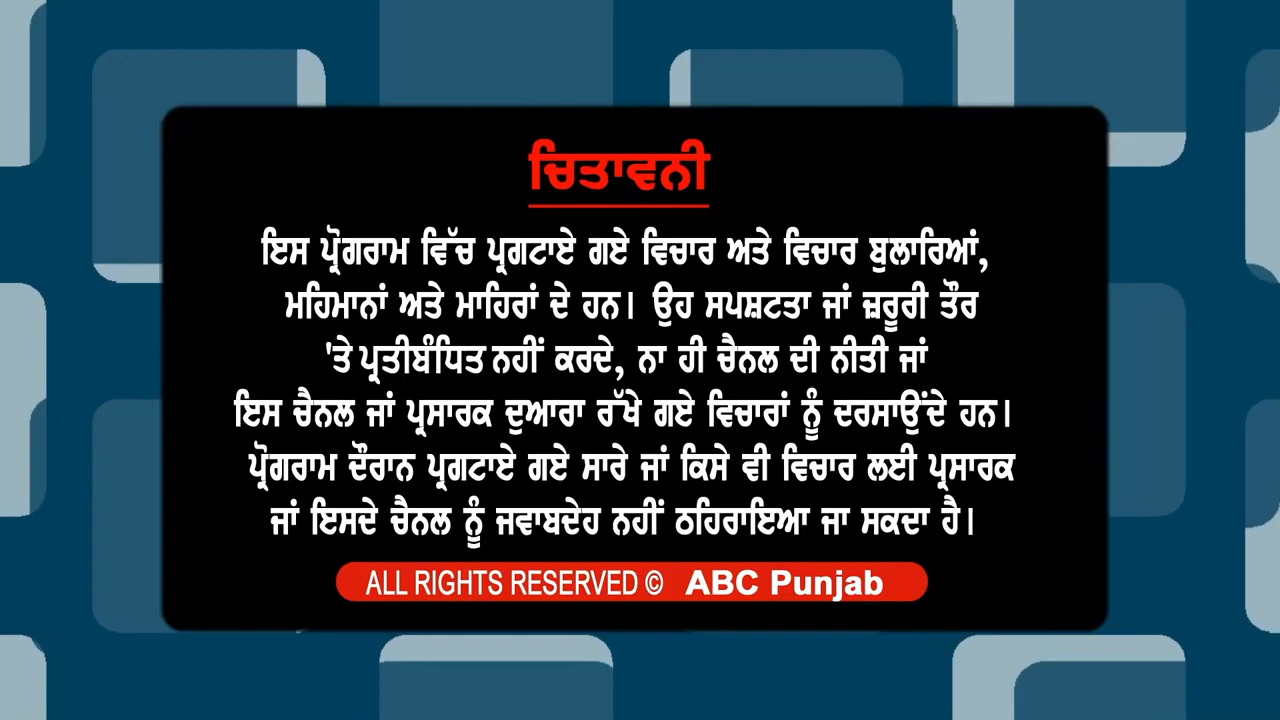 ਚਿਤਾਵਨੀ
ਇਸ ਪ੍ਰੋਗਰਾਮ ਵਿੱਚ ਪ੍ਰਗਟਾਏ ਗਏ ਵਿਚਾਰ ਅਤੇ ਵਿਚਾਰ ਬੁਲਾਰਿਆਂ,
ਮਹਿਮਾਨਾਂ ਅਤੇ ਮਾਹਿਰਾਂ ਦੇ ਹਨ। ਉਹ ਸਪਸ਼ਟਤਾ ਜਾਂ ਜ਼ਰੂਰੀ ਤੌਰ
'ਤੇ ਪ੍ਰਤੀਬੰਧਿਤ ਨਹੀਂ ਕਰਦੇ, ਨਾ ਹੀ ਚੈਨਲ ਦੀ ਨੀਤੀ ਜਾਂ
ਇਸ ਚੈਨਲ ਜਾਂ ਪ੍ਰਸਾਰਕ ਦੁਆਰਾ ਰੱਖੇ ਗਏ ਵਿਚਾਰਾਂ ਨੂੰ ਦਰਸਾਉਂਦੇ ਹਨ।
ਪ੍ਰੋਗਰਾਮ ਦੌਰਾਨ ਪ੍ਰਗਟਾਏ ਗਏ ਸਾਰੇ ਜਾਂ ਕਿਸੇ ਵੀ ਵਿਚਾਰ ਲਈ ਪ੍ਰਸਾਰਕ
ਜਾਂ ਇਸਦੇ ਚੈਨਲ ਨੂੰ ਜਵਾਬਦੇਹ ਨਹੀਂ ਠਹਿਰਾਇਆ ਜਾ ਸਕਦਾ ਹੈ।
ALL RIGHTS RESERVED © ABC Punjab